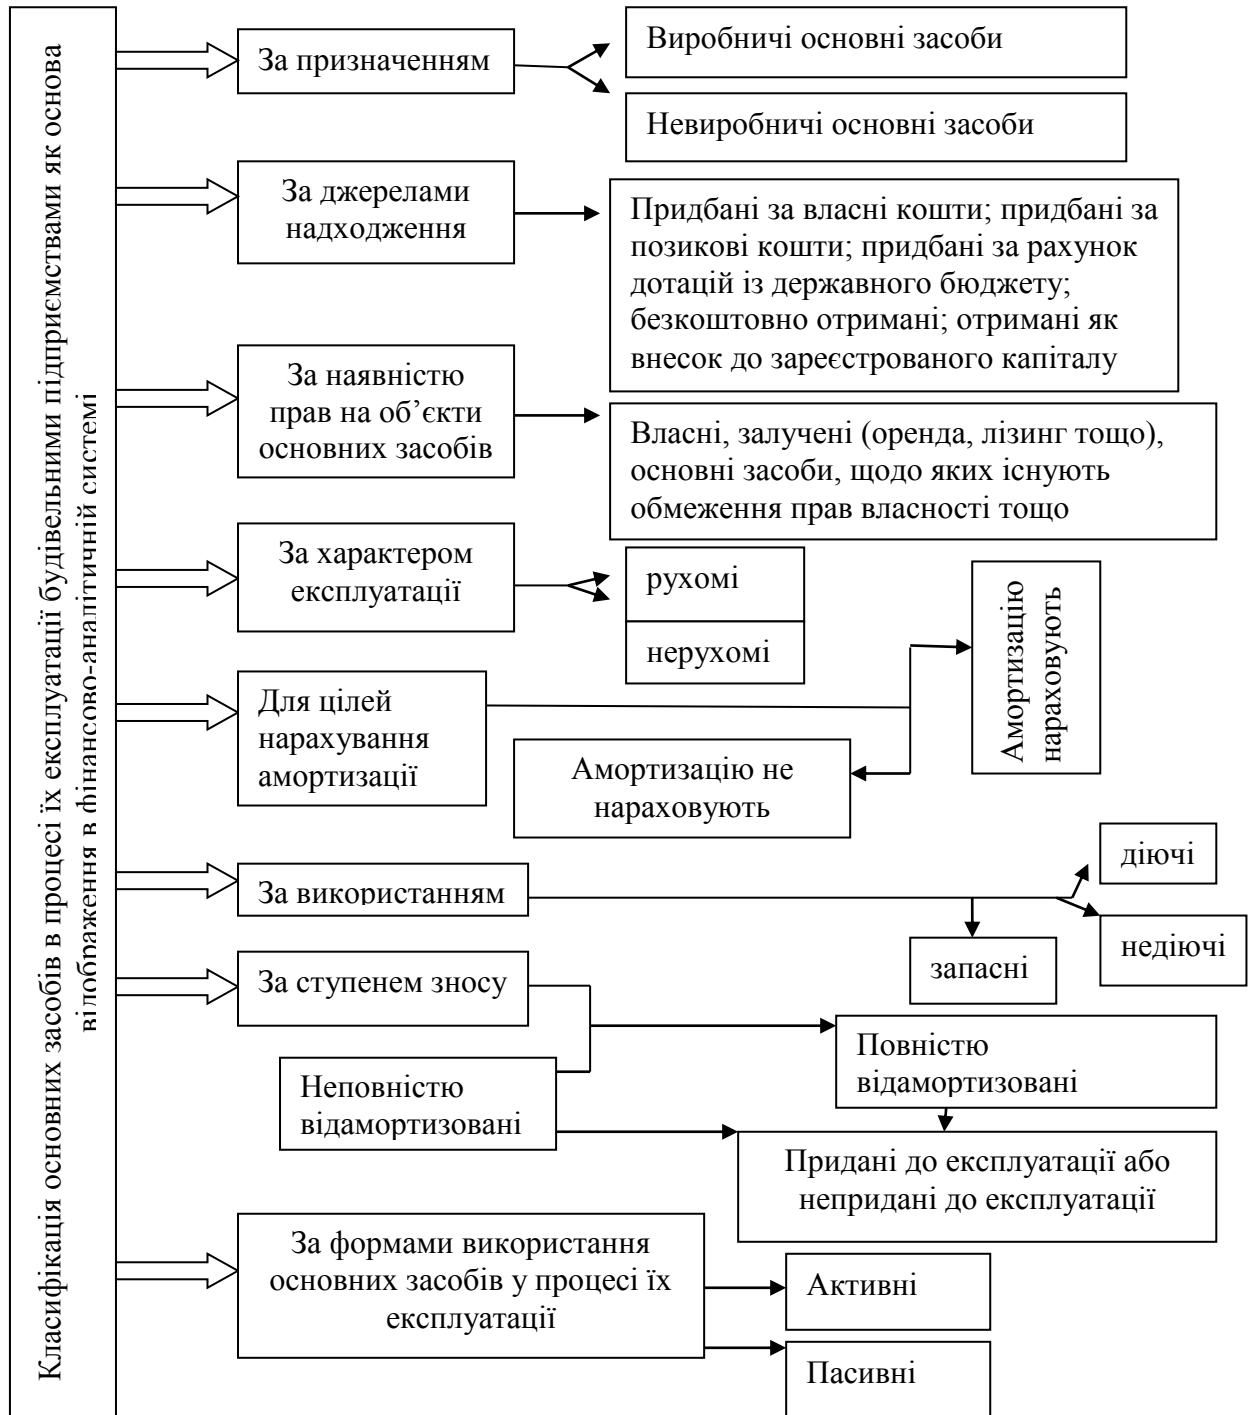 Класифікація основних засобів в процесі їх експлуатації будівельними підприємствами як основа
відображення в фінансово-аналітичній системі
За призначенням
Виробничі основні засоби
Невиробничі основні засоби
За джерелами
надходження
Придбані за власні кошти; придбані за
позикові кошти; придбані за рахунок
дотацій із державного бюджету;
безкоштовно отримані; отримані як
внесок до зареєстрованого капіталу
За наявністю
прав на об’єкти
основних засобів
Власні, залучені (оренда, лізинг тощо),
основні засоби, щодо яких існують
обмеження прав власності тощо
За характером
експлуатації
рухомі
нерухомі
Для цілей
нарахування
амортизації
Амортизацію
нараховують
Амортизацію не
нараховують
За використанням
діючі
недіючі
запасні
За ступенем зносу
Повністю
відамортизовані
Неповністю
відамортизовані
Придані до експлуатації або
непридані до експлуатації
За формами використання
основних засобів у процесі їх
експлуатації
Активні
Пасивні